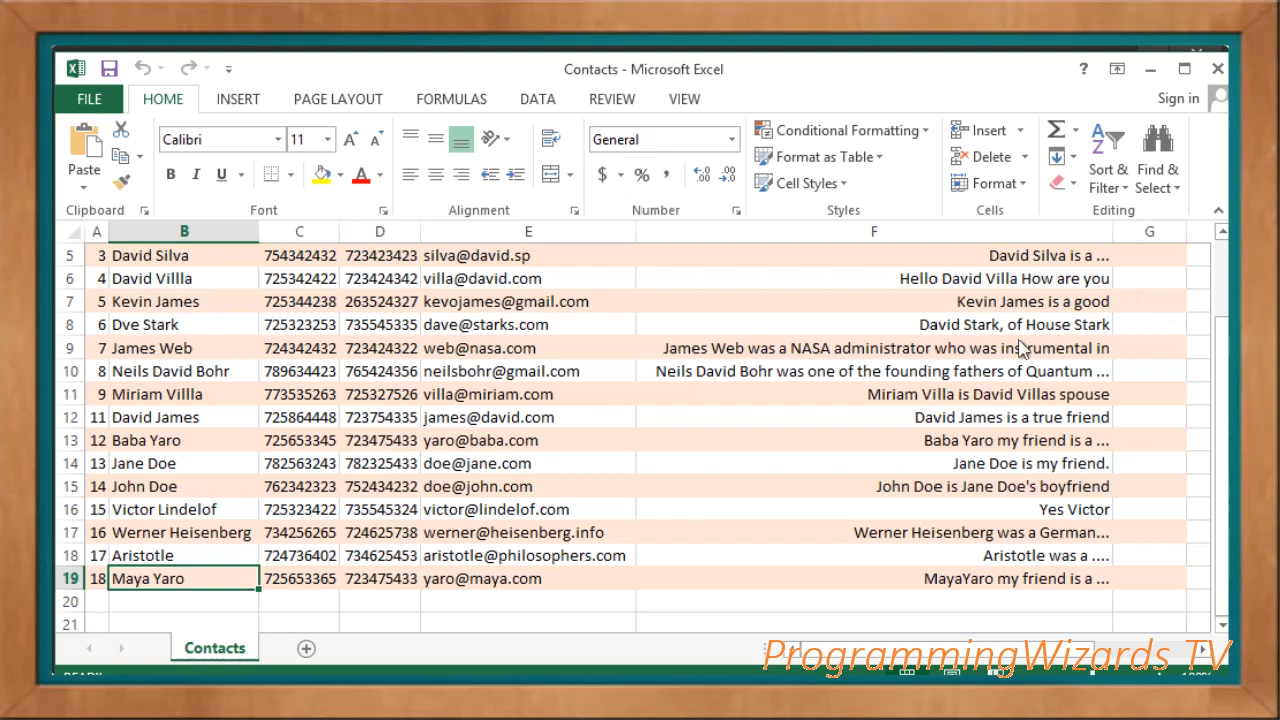 Contacts - Microsoft Excel
?
FILE HOME INSERT PAGE LAYOUT FORMULAS DATA REVIEW VIEW Sign in
Paste
Calibri 11
B I U
General
$ % ,
Conditional Formatting
Format as Table
Cell Styles
Insert
Delete
Format
Sort & Filter
Find & Select
Clipboard Font Alignment Number Styles Cells Editing
A B C D E F G
5 3 David Silva 754342432 723423423 silva@david.sp David Silva is a ...
6 4 David Villla 725342422 723424342 villa@david.com Hello David Villa How are you
7 5 Kevin James 725344238 263524327 kevojames@gmail.com Kevin James is a good
8 6 Dve Stark 725323253 735545335 dave@starks.com David Stark, of House Stark
9 7 James Web 724342432 723424322 web@nasa.com James Web was a NASA administrator who was instrumental in
10 8 Neils David Bohr 789634423 765424356 neilsbohr@gmail.com Neils David Bohr was one of the founding fathers of Quantum ...
11 9 Miriam Villla 773535263 725327526 villa@miriam.com Miriam Villa is David Villas spouse
12 11 David James 725864448 723754335 james@david.com David James is a true friend
13 12 Baba Yaro 725653345 723475433 yaro@baba.com Baba Yaro my friend is a ...
14 13 Jane Doe 782563243 782325433 doe@jane.com Jane Doe is my friend.
15 14 John Doe 762342323 752434232 doe@john.com John Doe is Jane Doe's boyfriend
16 15 Victor Lindelof 725323422 735545324 victor@lindelof.com Yes Victor
17 16 Werner Heisenberg 734256265 724625738 werner@heisenberg.info Werner Heisenberg was a German...
18 17 Aristotle 724736402 734625453 aristotle@philosophers.com Aristotle was a ....
19 18 Maya Yaro 725653365 723475433 yaro@maya.com MayaYaro my friend is a ...
20
21
Contacts
ProgrammingWizards TV